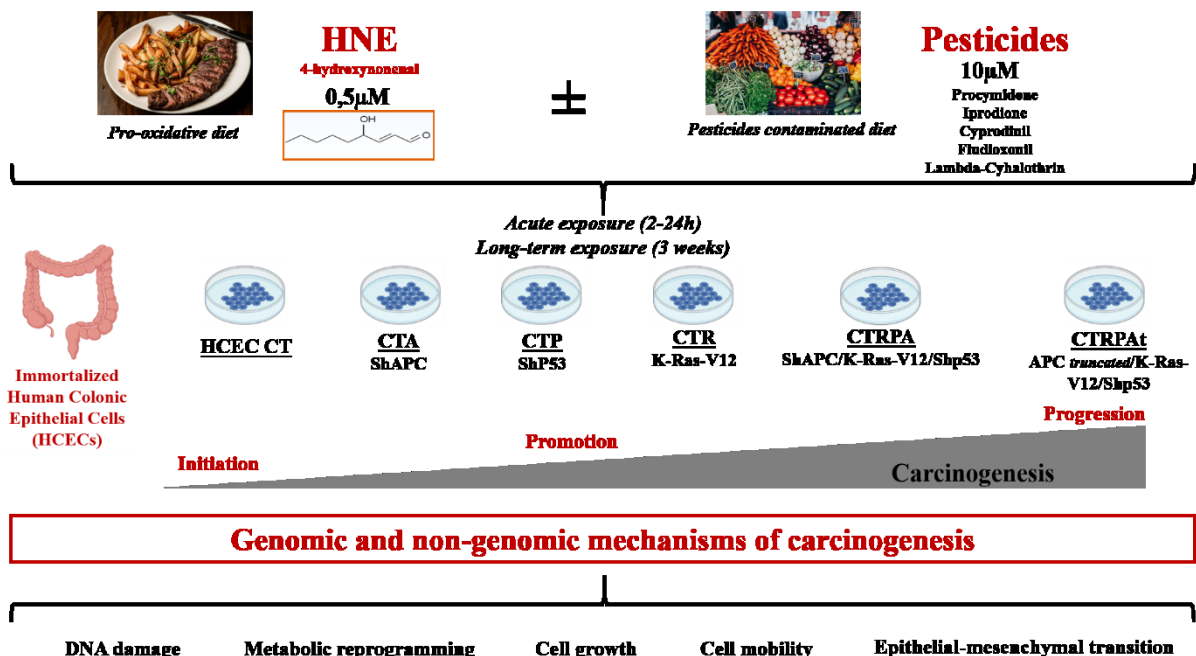 HNE
4-hydroxynonenal
0,5µM
OH
O
Pro-oxidative diet
±
Pesticides
10µM
Procymidone
Iprodione
Cyprodinil
Fludioxonil
Lambda-Cyhalothrin
Pesticides contaminated diet
Acute exposure (2-24h)
Long-term exposure (3 weeks)
Immortalized
Human Colonic
Epithelial Cells
(HCECs)
HCEC CT
CTA
ShAPC
CTP
ShP53
CTR
K-Ras-V12
CTRPA
ShAPC/K-Ras-V12/Shp53
CTRPAt
APC truncated/K-Ras-
V12/Shp53
Initiation
Promotion
Progression
Carcinogenesis
Genomic and non-genomic mechanisms of carcinogenesis
DNA damage
Metabolic reprogramming
Cell growth
Cell mobility
Epithelial-mesenchymal transition